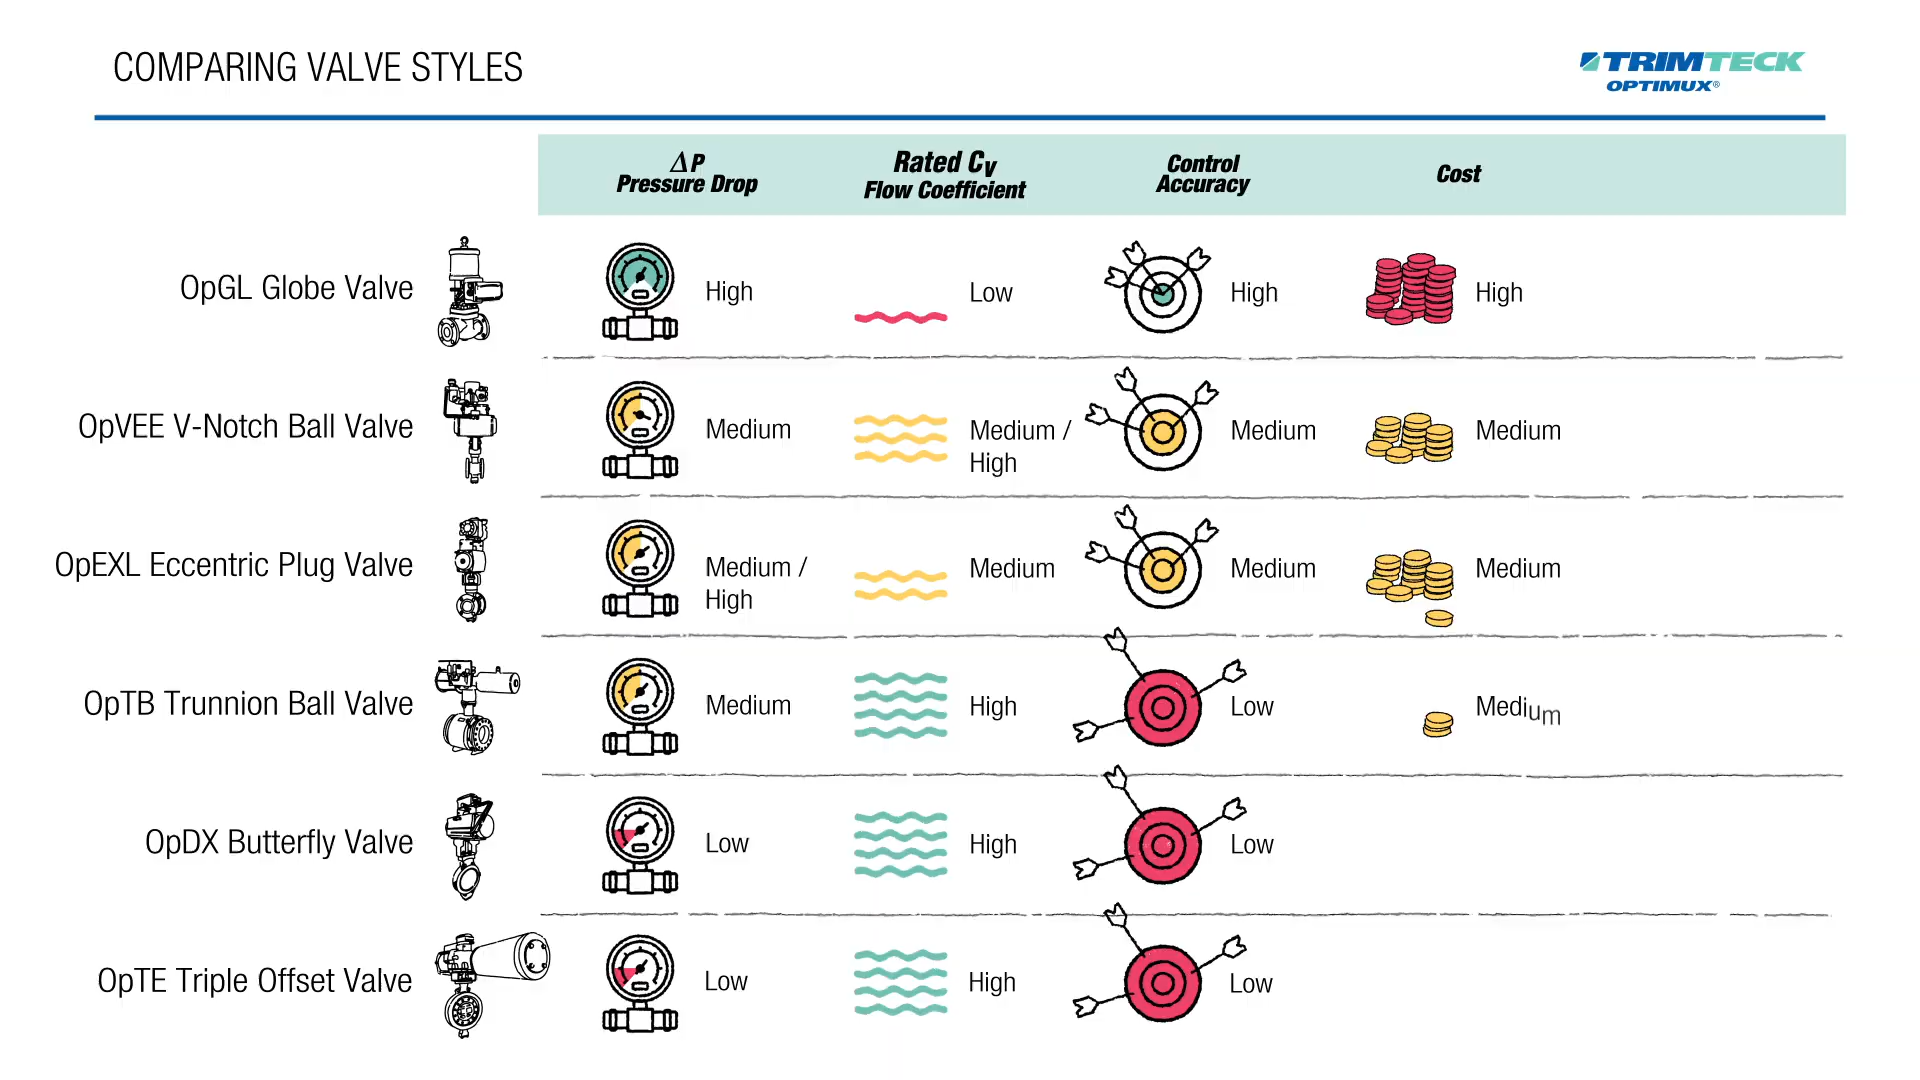 COMPARING VALVE STYLES
TRIMTECK
OPTIMUX®
ΔP
Pressure Drop
Rated Cv
Flow Coefficient
Control
Accuracy
Cost
OpGL Globe Valve
High
Low
High
High
OpVEE V-Notch Ball Valve
Medium
Medium /
High
Medium
Medium
OpEXL Eccentric Plug Valve
Medium /
High
Medium
Medium
Medium
OpTB Trunnion Ball Valve
Medium
High
Low
Medium
OpDX Butterfly Valve
Low
High
Low
OpTE Triple Offset Valve
Low
High
Low